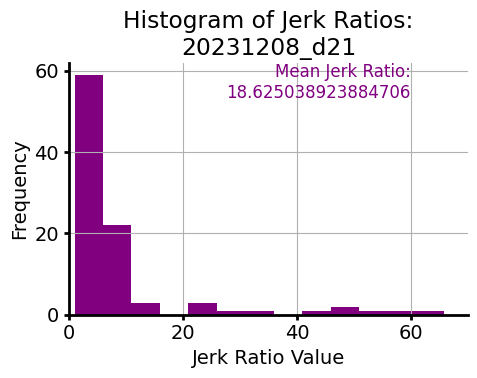 Histogram of Jerk Ratios:
20231208_d21
Mean Jerk Ratio:
18.625038923884706
60
40
20
0
Frequency
0 20 40 60
Jerk Ratio Value